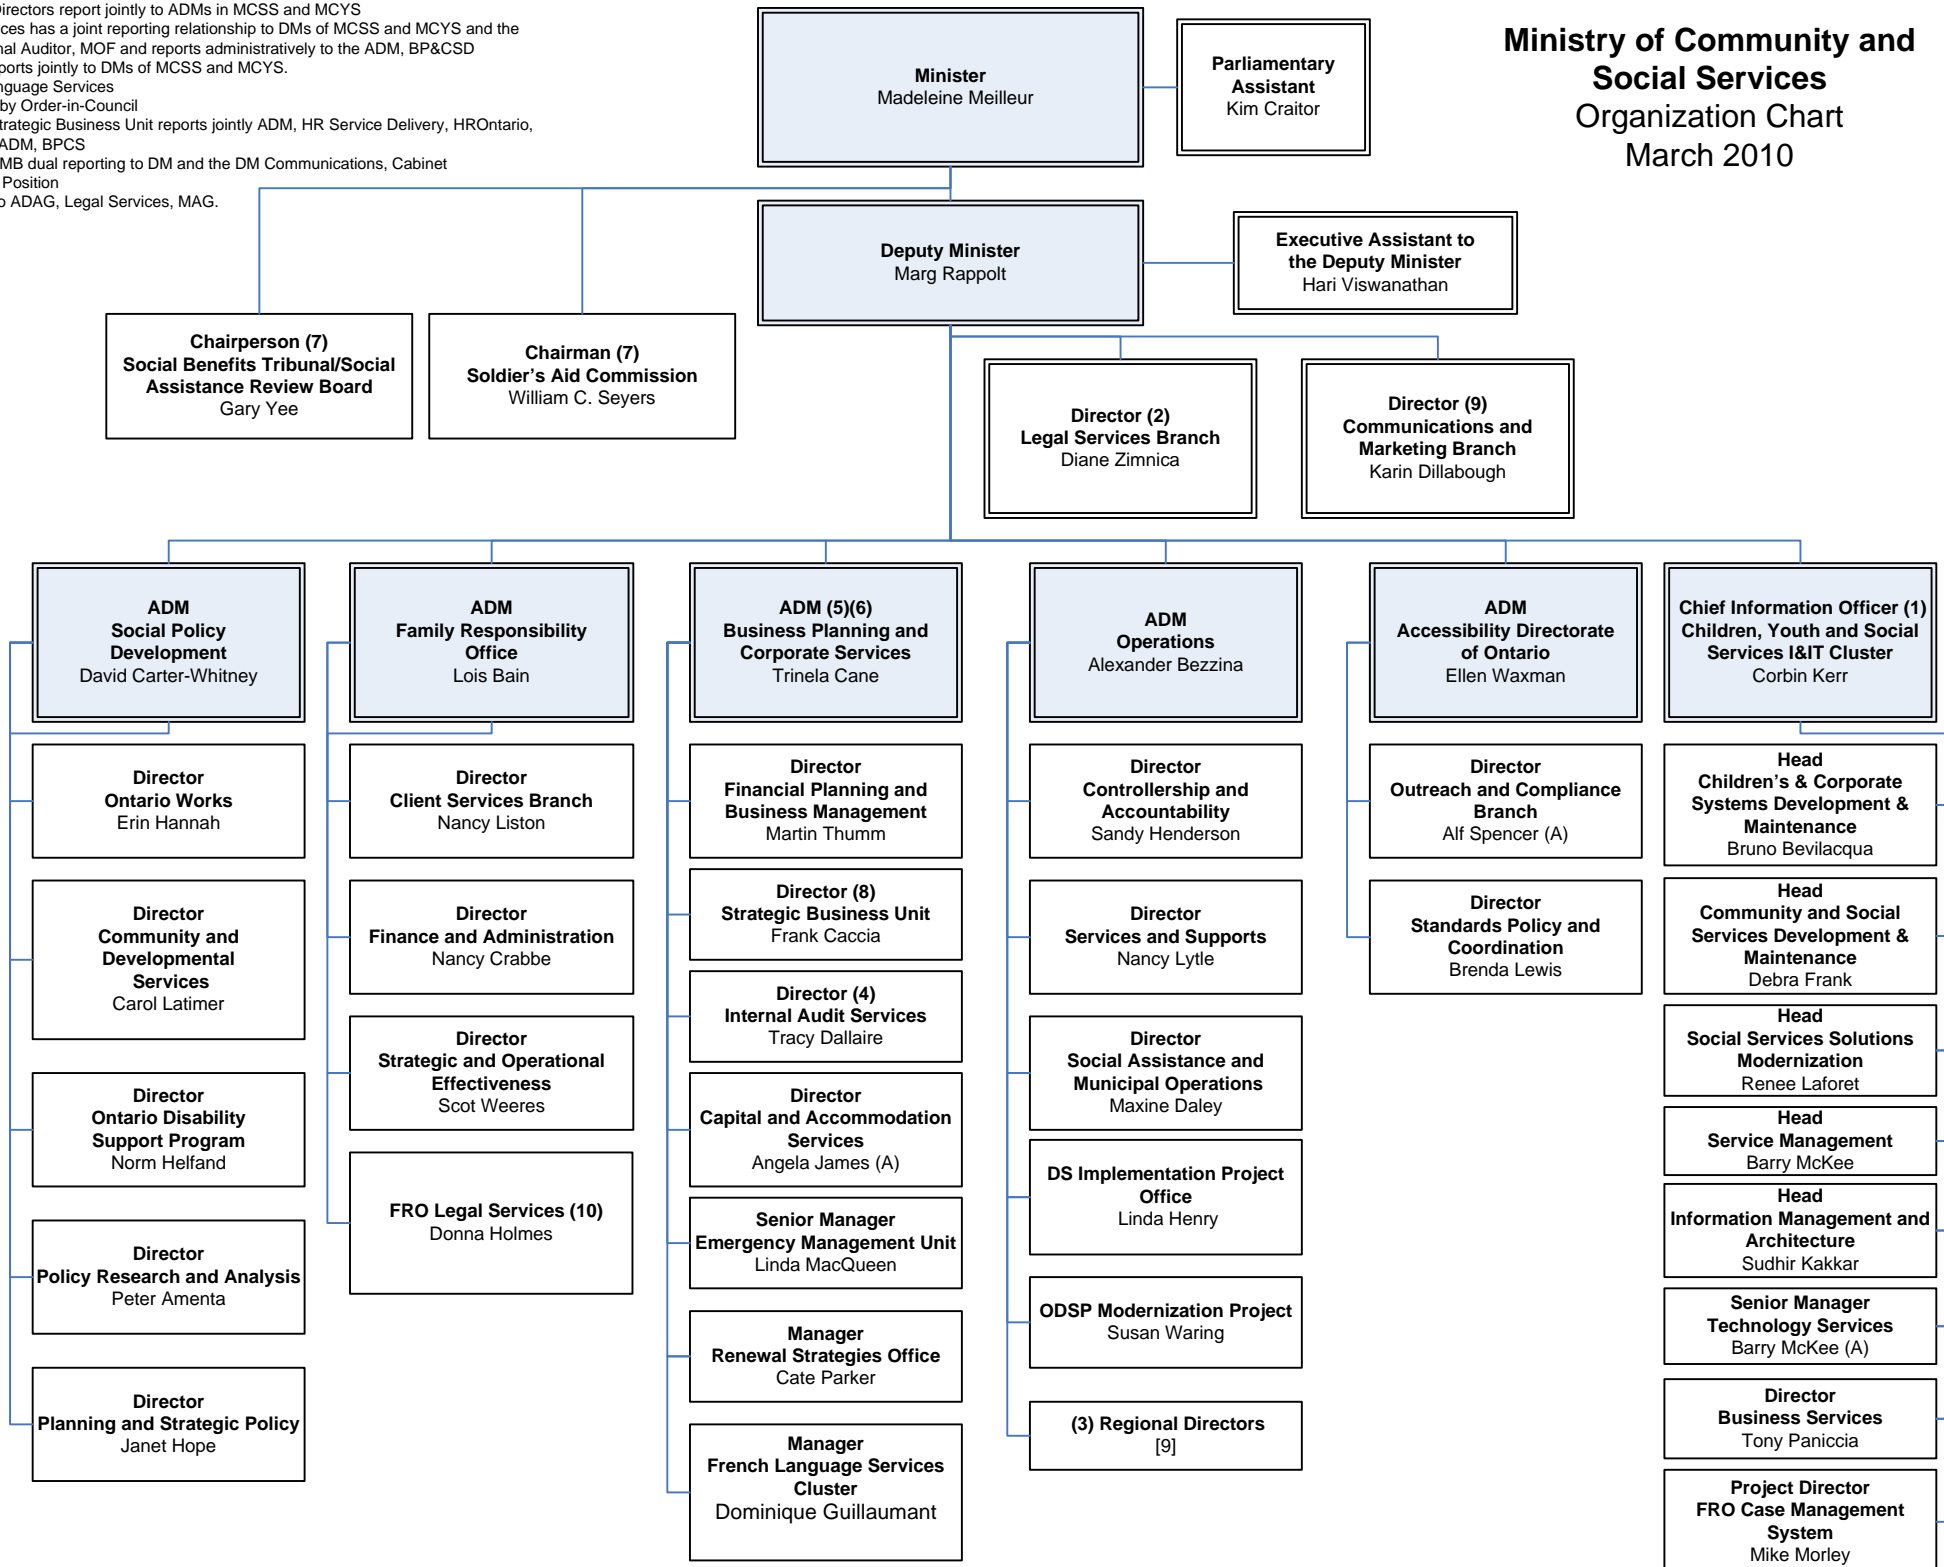 Directors report jointly to ADMs in MCSS and MCYS
ces has a joint reporting relationship to DMs of MCSS and MCYS and the
nal Auditor, MOF and reports administratively to the ADM, BP&CSD
ports jointly to DMs of MCSS and MCYS.
nguage Services
by Order-in-Council
trategic Business Unit reports jointly ADM, HR Service Delivery, HROntario,
ADM, BPCS
MB dual reporting to DM and the DM Communications, Cabinet
Position
o ADAG, Legal Services, MAG.
Ministry of Community and
Social Services
Organization Chart
March 2010
Minister
Madeleine Meilleur
Parliamentary
Assistant
Kim Craitor
Deputy Minister
Marg Rappolt
Executive Assistant to
the Deputy Minister
Hari Viswanathan
Chairperson (7)
Social Benefits Tribunal/Social
Assistance Review Board
Gary Yee
Chairman (7)
Soldier's Aid Commission
William C. Seyers
Director (2)
Legal Services Branch
Diane Zimnica
Director (9)
Communications and
Marketing Branch
Karin Dillabough
ADM
Social Policy
Development
David Carter-Whitney
Director
Ontario Works
Erin Hannah
Director
Community and
Developmental
Services
Carol Latimer
Director
Ontario Disability
Support Program
Norm Helfand
Director
Policy Research and Analysis
Peter Amenta
Director
Planning and Strategic Policy
Janet Hope
ADM
Family Responsibility
Office
Lois Bain
Director
Client Services Branch
Nancy Liston
Director
Finance and Administration
Nancy Crabbe
Director
Strategic and Operational
Effectiveness
Scot Weeres
FRO Legal Services (10)
Donna Holmes
ADM (5)(6)
Business Planning and
Corporate Services
Trinela Cane
Director
Financial Planning and
Business Management
Martin Thumm
Director (8)
Strategic Business Unit
Frank Caccia
Director (4)
Internal Audit Services
Tracy Dallaire
Director
Capital and Accommodation
Services
Angela James (A)
Senior Manager
Emergency Management Unit
Linda MacQueen
Manager
Renewal Strategies Office
Cate Parker
Manager
French Language Services
Cluster
Dominique Guillaumant
ADM
Operations
Alexander Bezzina
Director
Controllership and
Accountability
Sandy Henderson
Director
Services and Supports
Nancy Lytle
Director
Social Assistance and
Municipal Operations
Maxine Daley
DS Implementation Project
Office
Linda Henry
ODSP Modernization Project
Susan Waring
(3) Regional Directors
[9]
ADM
Accessibility Directorate
of Ontario
Ellen Waxman
Director
Outreach and Compliance
Branch
Alf Spencer (A)
Director
Standards Policy and
Coordination
Brenda Lewis
Chief Information Officer (1)
Children, Youth and Social
Services I&IT Cluster
Corbin Kerr
Head
Children's & Corporate
Systems Development &
Maintenance
Bruno Bevilacqua
Head
Community and Social
Services Development &
Maintenance
Debra Frank
Head
Social Services Solutions
Modernization
Renee Laforet
Head
Service Management
Barry McKee
Head
Information Management and
Architecture
Sudhir Kakkar
Senior Manager
Technology Services
Barry McKee (A)
Director
Business Services
Tony Paniccia
Project Director
FRO Case Management
System
Mike Morley